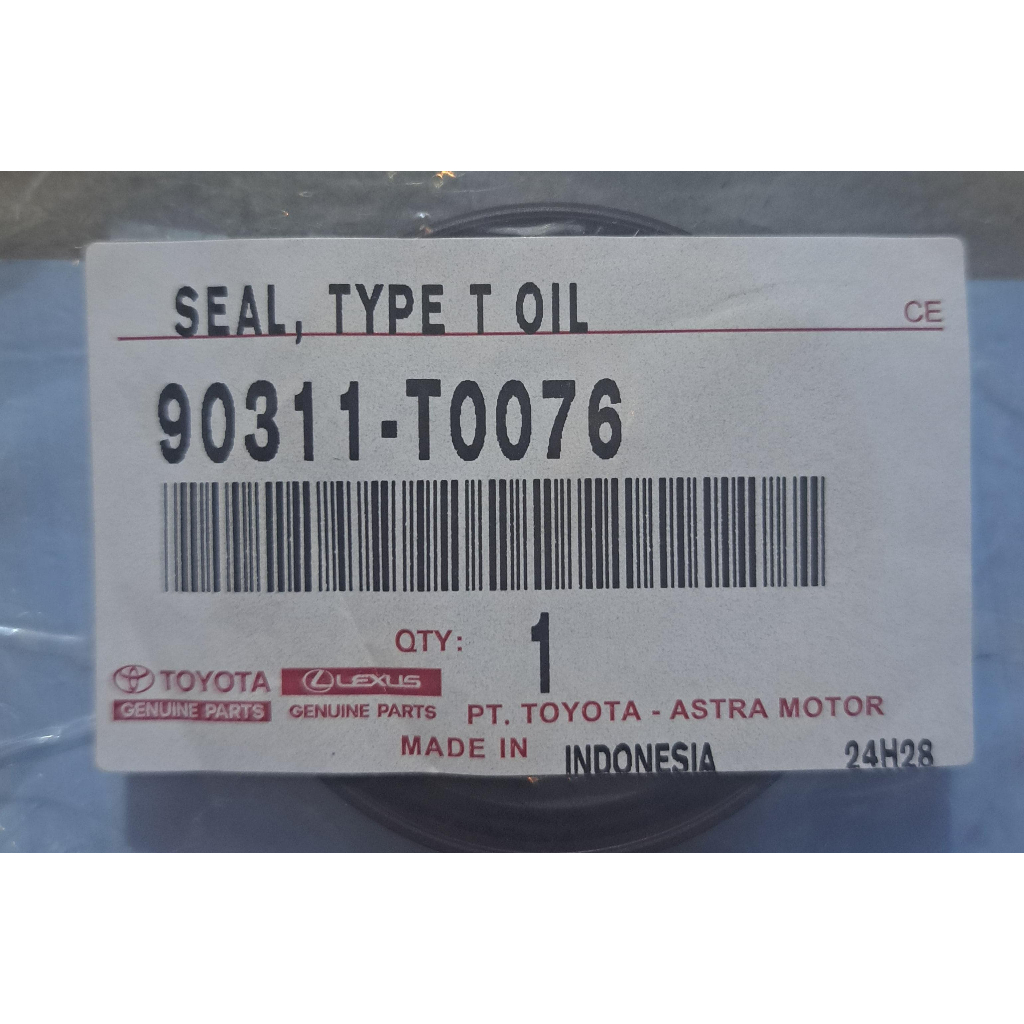 SEAL, TYPE T OIL
CE
90311-T0076
QTY: 1
TOYOTA LEXUS
GENUINE PARTS GENUINE PARTS PT. TOYOTA - ASTRA MOTOR
MADE IN INDONESIA 24H28